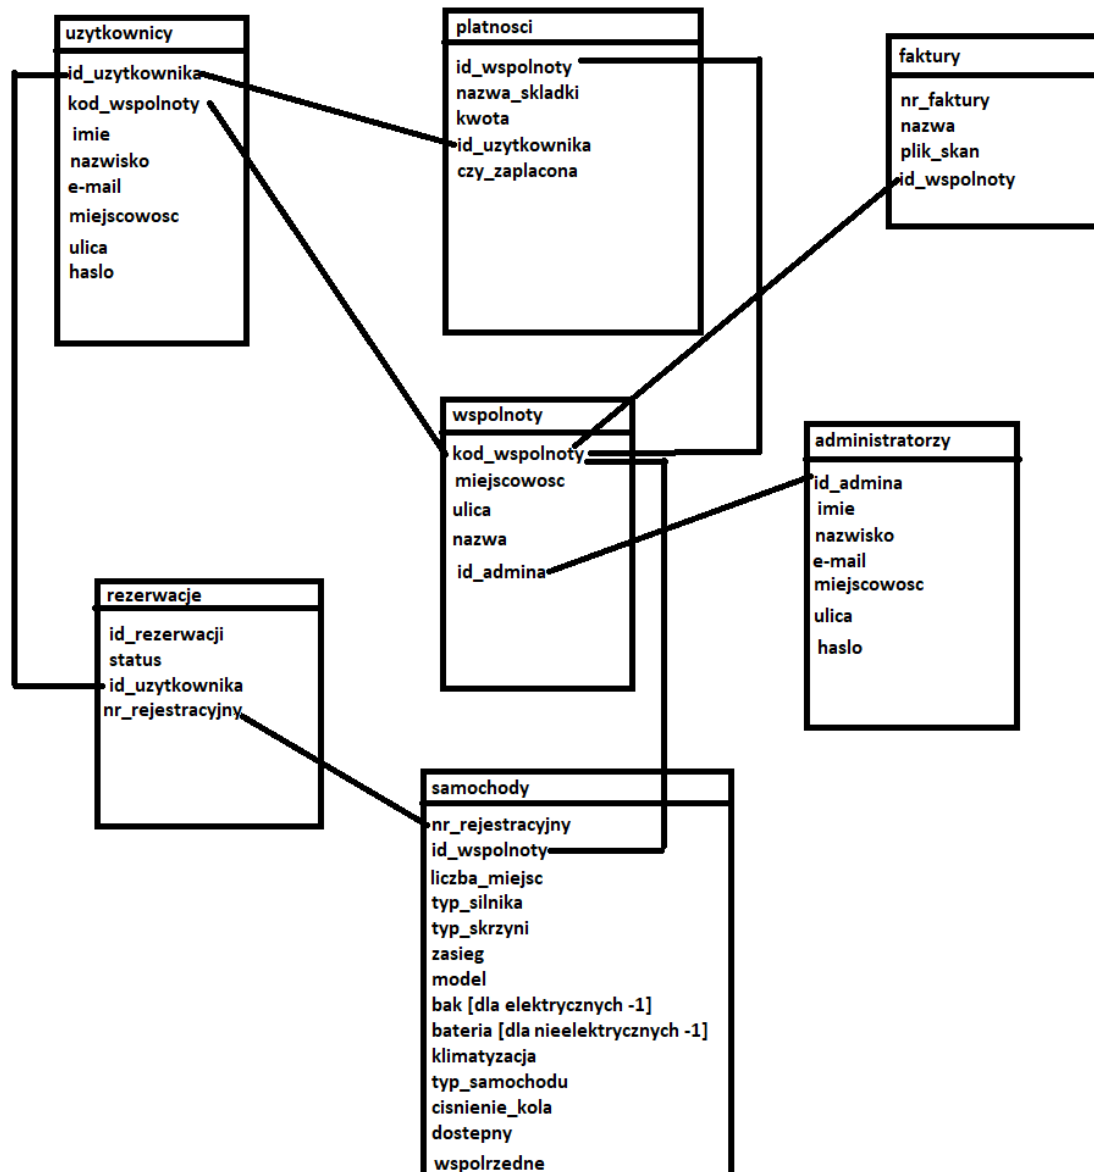 uzytkownicy
id_uzytkownika
kod_wspolnoty
imie
nazwisko
e-mail
miejscowosc
ulica
haslo
platnosci
id_wspolnoty
nazwa_skladki
kwota
id_uzytkownika
czy_zaplacona
faktury
nr_faktury
nazwa
plik_skan
id_wspolnoty
wspolnoty
kod_wspolnoty
miejscowosc
ulica
nazwa
id_admina
administratorzy
id_admina
imie
nazwisko
e-mail
miejscowosc
ulica
haslo
rezerwacje
id_rezerwacji
status
id_uzytkownika
nr_rejestracyjny
samochody
nr_rejestracyjny
id_wspolnoty
liczba_miejsc
typ_silnika
typ_skrzyni
zasieg
model
bak [dla elektrycznych -1]
bateria [dla nieelektrycznych -1]
klimatyzacja
typ_samochodu
cisnienie_kola
dostepny
wspolrzedne